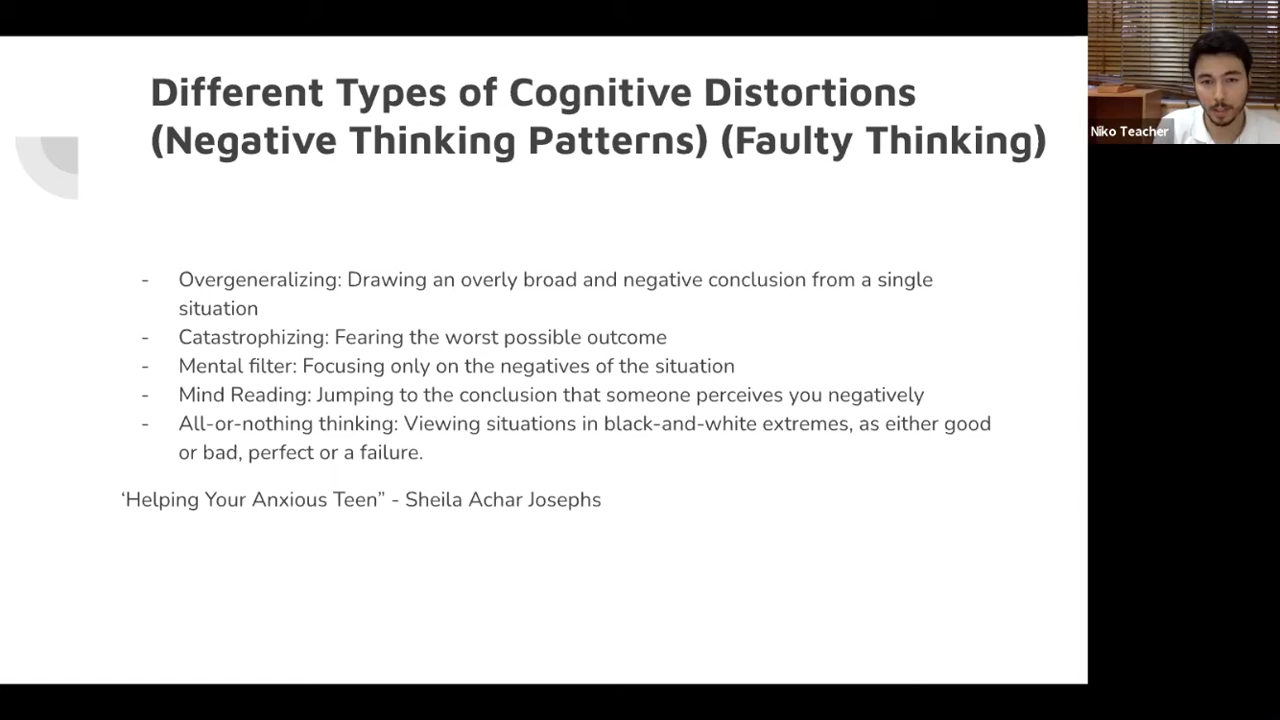 Different Types of Cognitive Distortions
(Negative Thinking Patterns) (Faulty Thinking)
Niko Teacher
- Overgeneralizing: Drawing an overly broad and negative conclusion from a single
situation
- Catastrophizing: Fearing the worst possible outcome
- Mental filter: Focusing only on the negatives of the situation
- Mind Reading: Jumping to the conclusion that someone perceives you negatively
- All-or-nothing thinking: Viewing situations in black-and-white extremes, as either good
or bad, perfect or a failure.
‘Helping Your Anxious Teen” - Sheila Achar Josephs